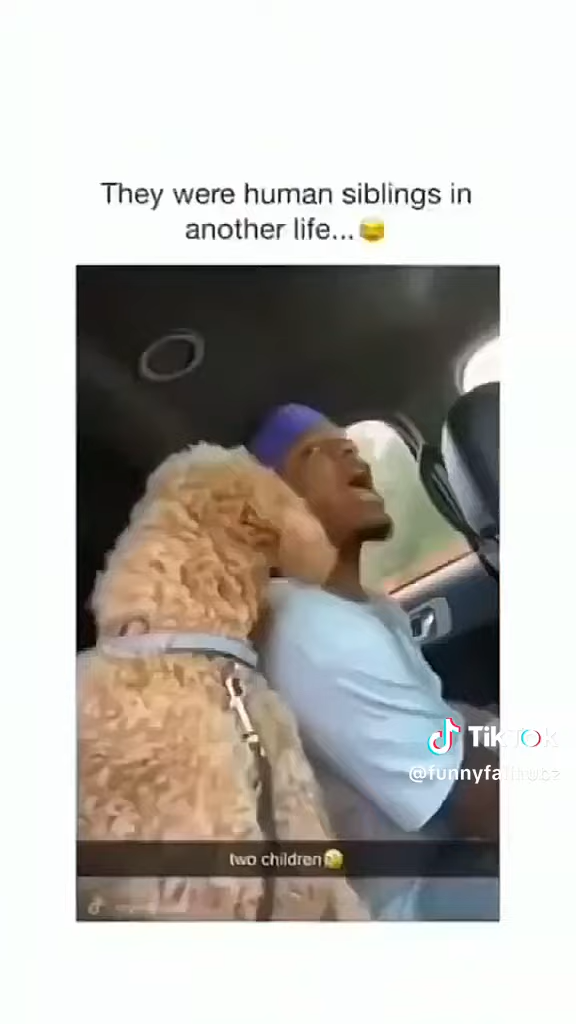 They were human siblings in
another life...😂
TikTok
two children